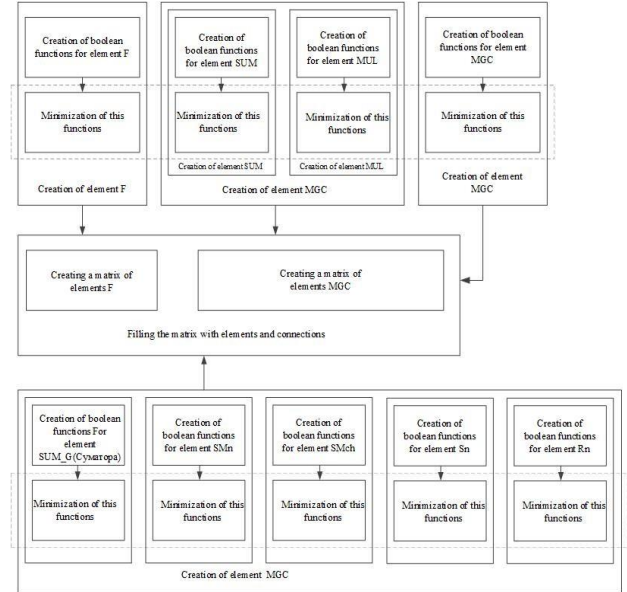 Creation of boolean
functions for element F
Minimization of this
functions
Creation of element F
Creation of
boolean functions
for element SUM
Minimization of this
functions
Creation of element SUM
Creation of
boolean functions
for element MUL
Minimization of this
functions
Creation of element MUL
Creation of element MGC
Creation of boolean
functions for element
MGC
Minimization of this
functions
Creation of element
MGC
Creating a matrix of
elements F
Creating a matrix of
elements MGC
Filling the matrix with elements and connections
Creation of boolean
functions For
element
SUM_G(Суматора)
Minimization of this
functions
Creation of
boolean functions
for element SMn
Minimization of this
functions
Creation of
boolean functions
for element SMch
Minimization of this
functions
Creation of
boolean functions
for element Sn
Minimization of this
functions
Creation of
boolean functions
for element Rn
Minimization of this
functions
Creation of element MGC